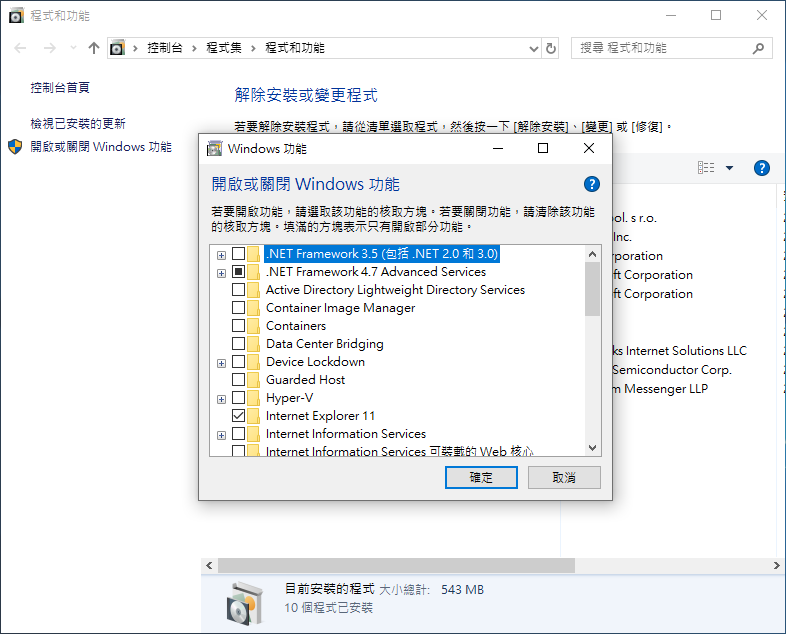 程式和功能
控制台 程式集 程式和功能
搜尋 程式和功能
控制台首頁
檢視已安裝的更新
開啟或關閉 Windows 功能
解除安裝或變更程式
若要解除安裝程式，請從清單選取程式，然後按一下 [解除安裝]、[變更] 或 [修復]。
Windows 功能
開啟或關閉 Windows 功能
若要開啟功能，請選取該功能的核取方塊。若要關閉功能，請清除該功能
的核取方塊。填滿的方塊表示只有開啟部分功能。
.NET Framework 3.5 (包括 .NET 2.0 和 3.0)
.NET Framework 4.7 Advanced Services
Active Directory Lightweight Directory Services
Container Image Manager
Containers
Data Center Bridging
Device Lockdown
Guarded Host
Hyper-V
Internet Explorer 11
Internet Information Services
Internet Information Services 可裝載的 Web 核心
確定 取消
ol. s r.o.
Inc.
poration
ft Corporation
ft Corporation
ks Internet Solutions LLC
Semiconductor Corp.
m Messenger LLP
目前安裝的程式 大小總計: 543 MB
10 個程式已安裝